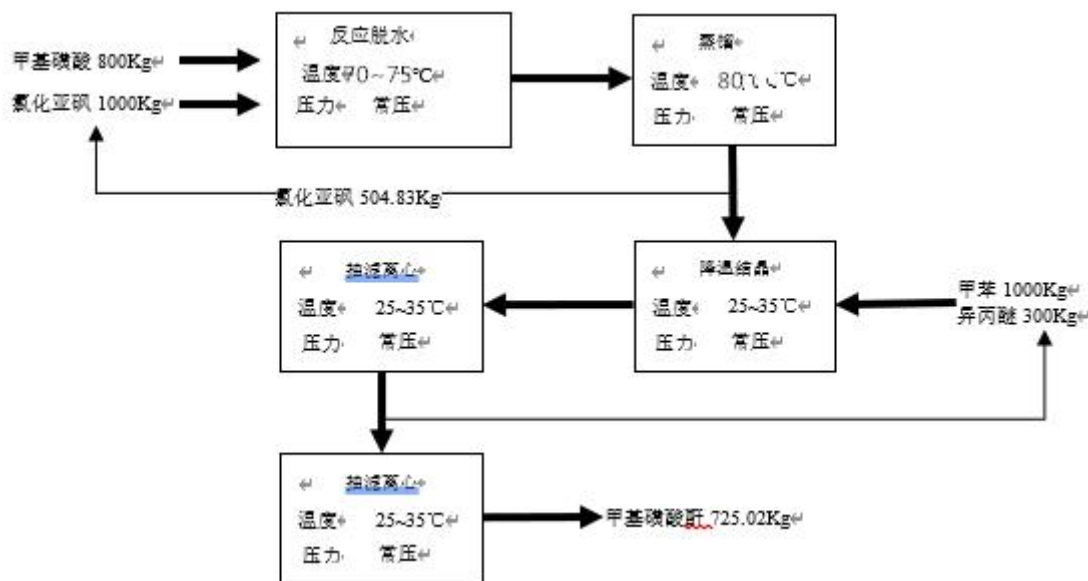 反应脱水
甲基磺酸 800Kg
温度 70~75℃
氯化亚砜 1000Kg
压力 常压
蒸馏
温度
压力 常压
氯化亚砜 504.83Kg
抽滤离心
温度 25~35℃
压力 常压
降温结晶
温度 25~35℃
压力 常压
甲苯 1000Kg
异丙醚 300Kg
抽滤离心
温度 25~35℃
压力 常压
甲基磺酸酐 725.02Kg